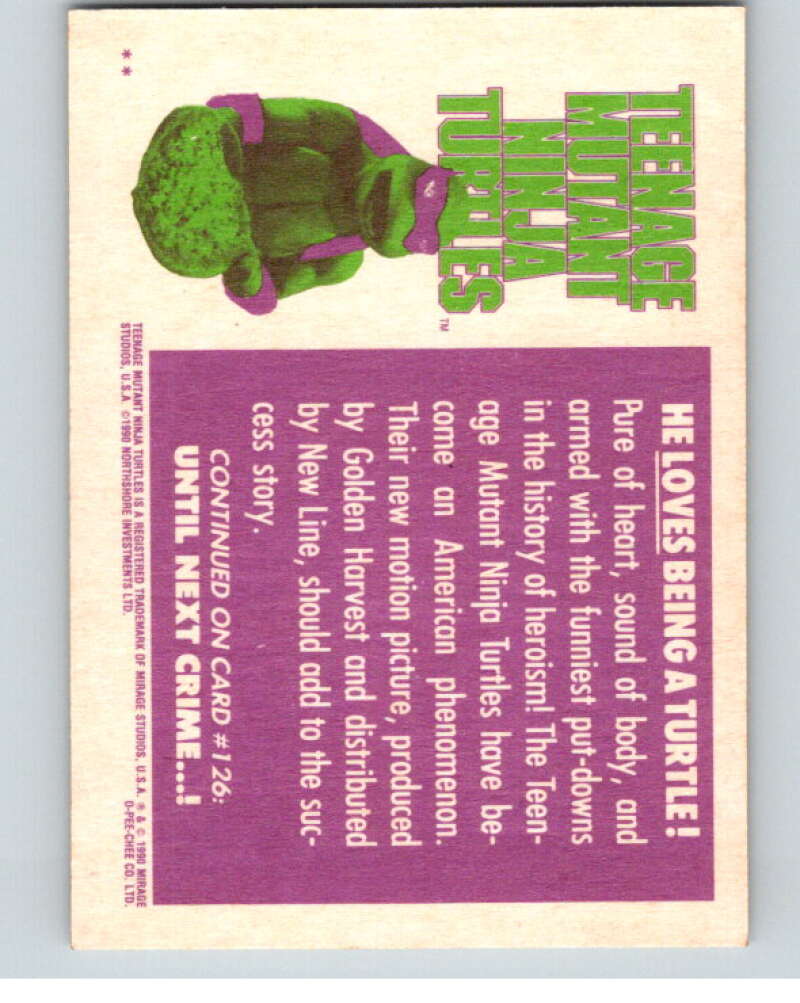 TEENAGE
MUTANT
NINJA
TURTLES™
HE LOVES BEING A TURTLE!
Pure of heart, sound of body, and
armed with the funniest put-downs
in the history of heroism! The Teen-
age Mutant Ninja Turtles have be-
come an American phenomenon.
Their new motion picture, produced
by Golden Harvest and distributed
by New Line, should add to the suc-
cess story.
CONTINUED ON CARD #126:
UNTIL NEXT CRIME...!
TEENAGE MUTANT NINJA TURTLES IS A REGISTERED TRADEMARK OF MIRAGE STUDIOS, U.S.A. ® & © 1990 MIRAGE
STUDIOS, U.S.A. ©1990 NORTHSHORE INVESTMENTS LTD. O-PEE-CHEE CO. LTD.
**